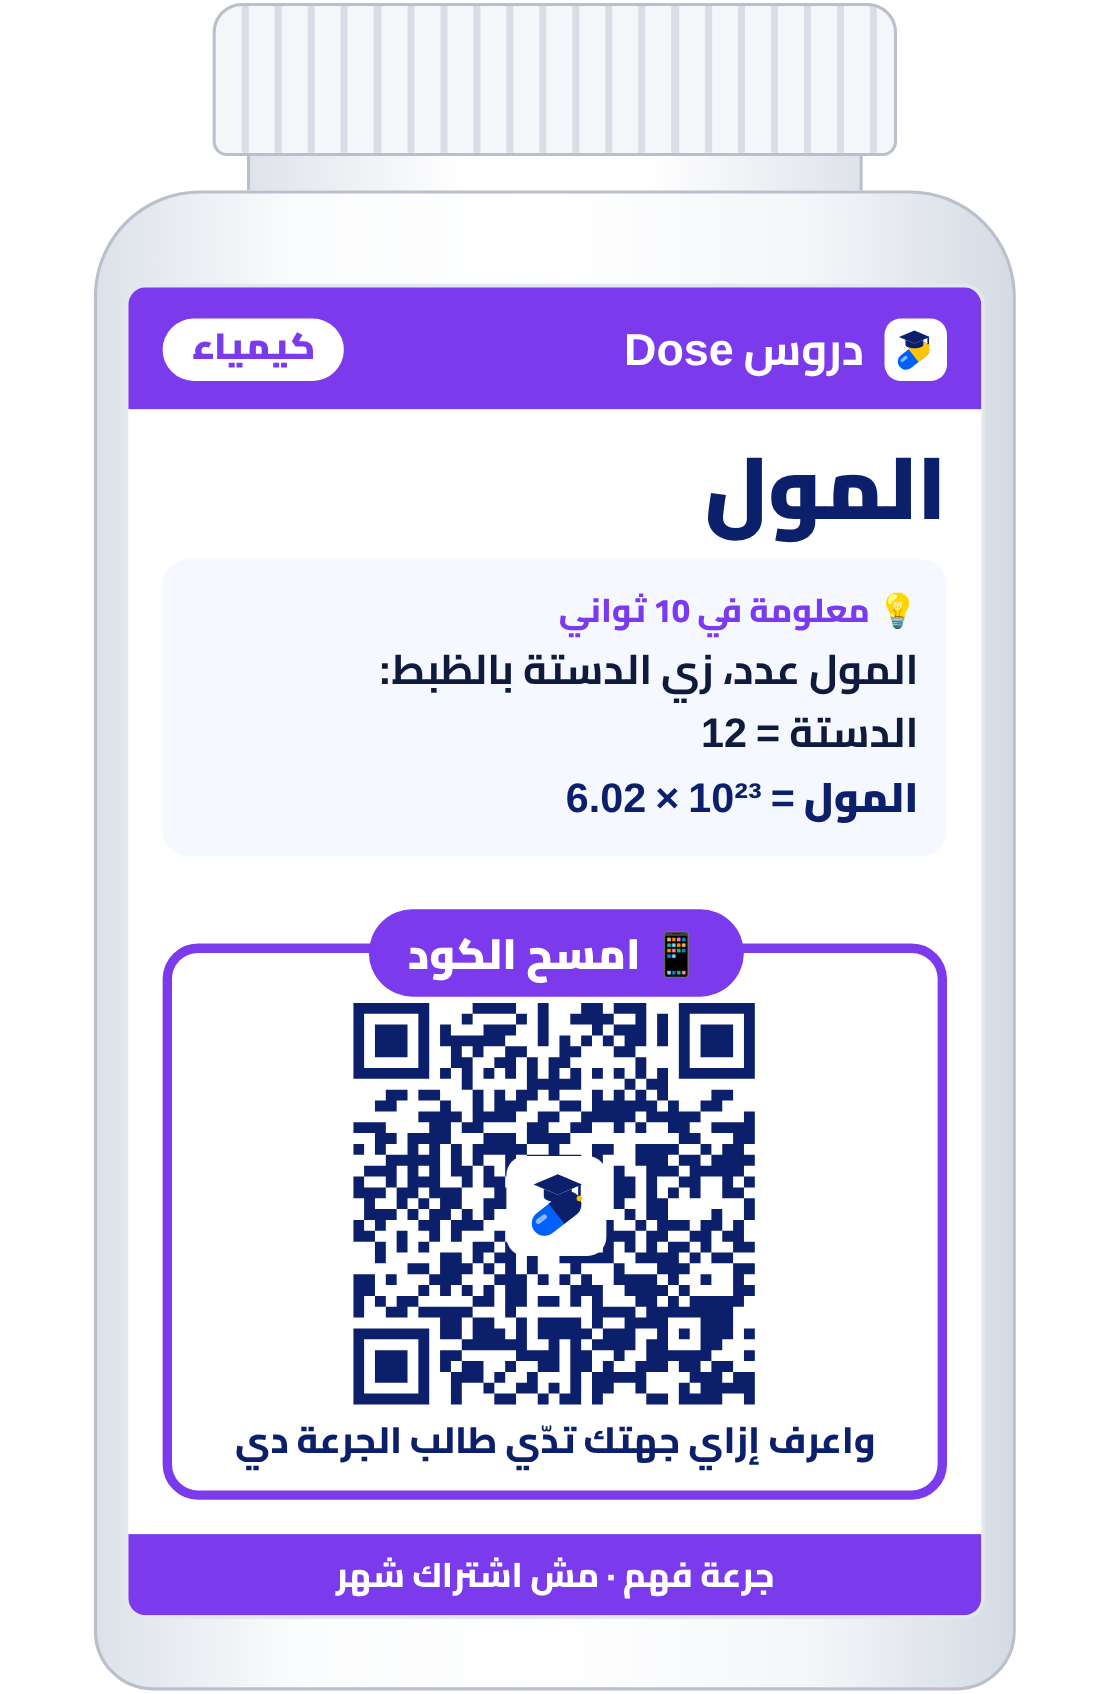 دروس Dose
كيمياء
المول
💡 معلومة في 10 ثواني
المول عدد، زي الدستة بالظبط:
الدستة = 12
المول = 6.02 × 10²³
📱 امسح الكود
واعرف إزاي جهتك تدّي طالب الجرعة دي
جرعة فهم · مش اشتراك شهر